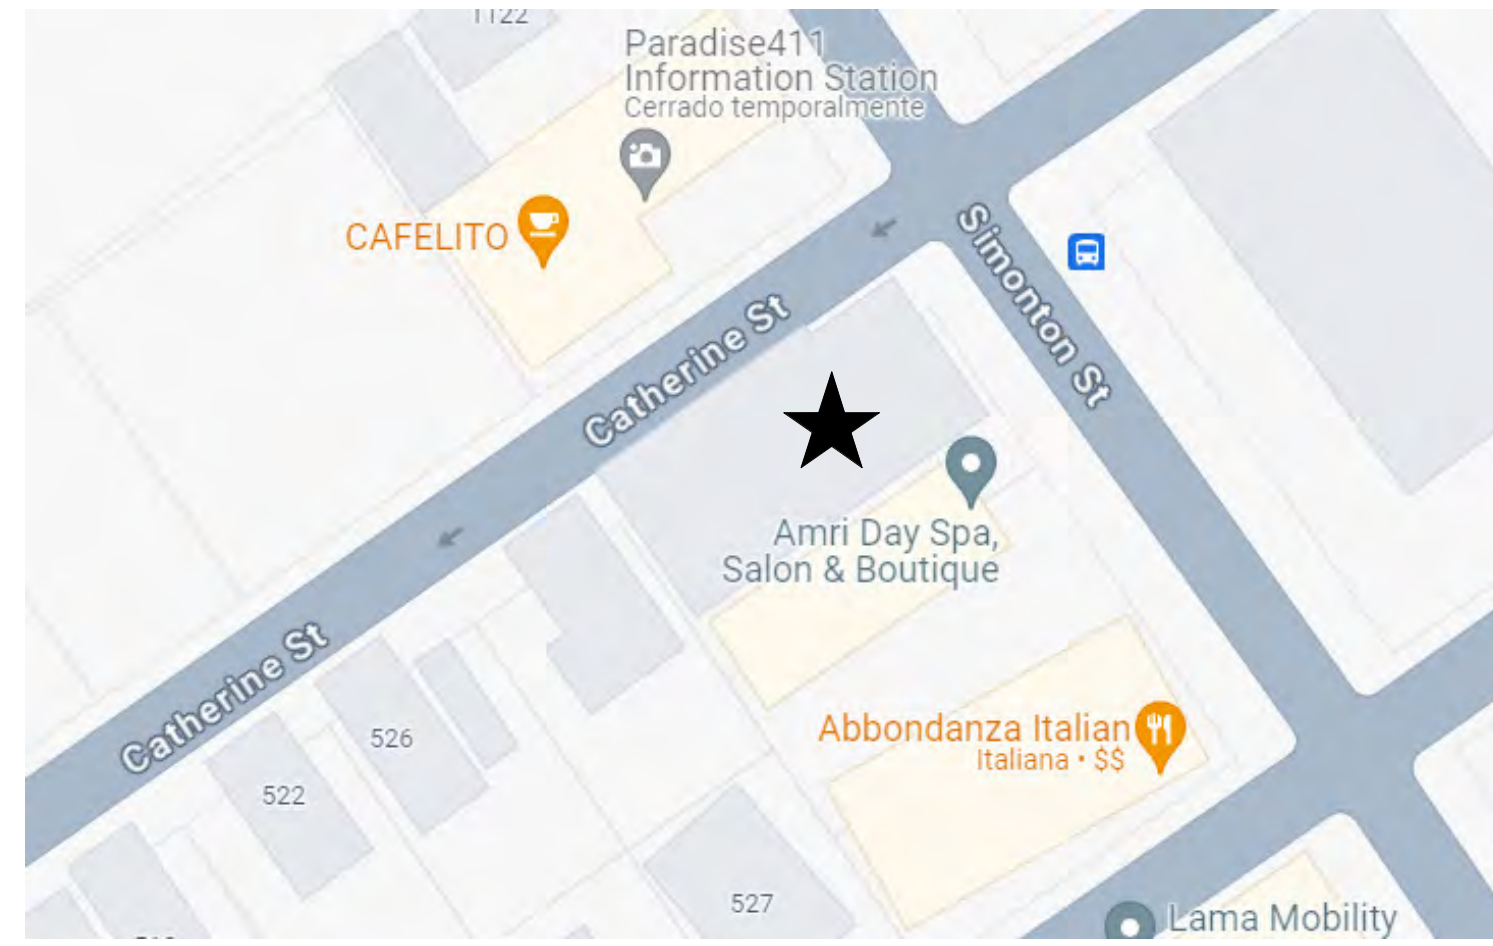 1122
Paradise411
Information Station
Cerrado temporalmente
CAFELITO
Simonton St
Catherine St
Amri Day Spa,
Salon & Boutique
Catherine St
526
Abbondanza Italian
Italiana • $$
522
527
Lama Mobility